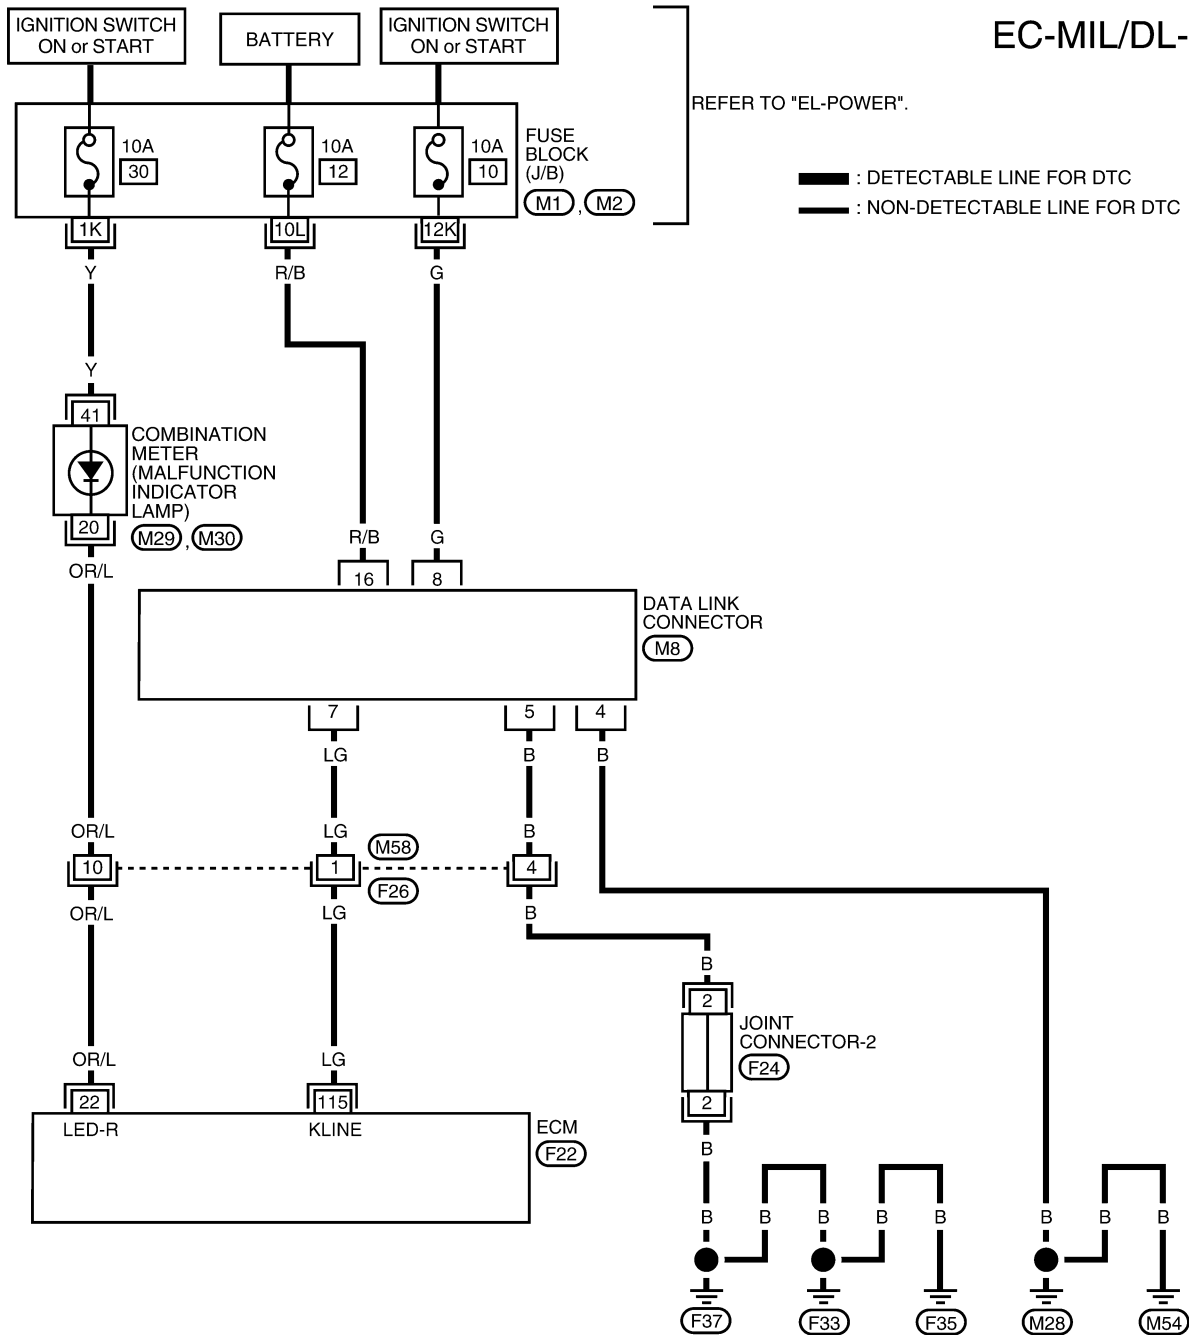 IGNITION SWITCH
ON or START
BATTERY
IGNITION SWITCH
ON or START
EC-MIL/DL-
REFER TO "EL-POWER".
10A
30
10A
12
10A
10
FUSE
BLOCK
(J/B)
M1 , M2
: DETECTABLE LINE FOR DTC
: NON-DETECTABLE LINE FOR DTC
1K
10L
12K
Y
R/B
G
Y
41
COMBINATION
METER
(MALFUNCTION
INDICATOR
LAMP)
M29 , M30
20
OR/L
R/B
G
16
8
DATA LINK
CONNECTOR
M8
7
5
4
LG
B
B
OR/L
LG
B
M58
10
1
4
F26
OR/L
LG
B
B
2
JOINT
CONNECTOR-2
F24
2
B
OR/L
LG
22
115
LED-R
KLINE
ECM
F22
B
B
B
B
B
B
B
B
F37
F33
F35
M28
M54